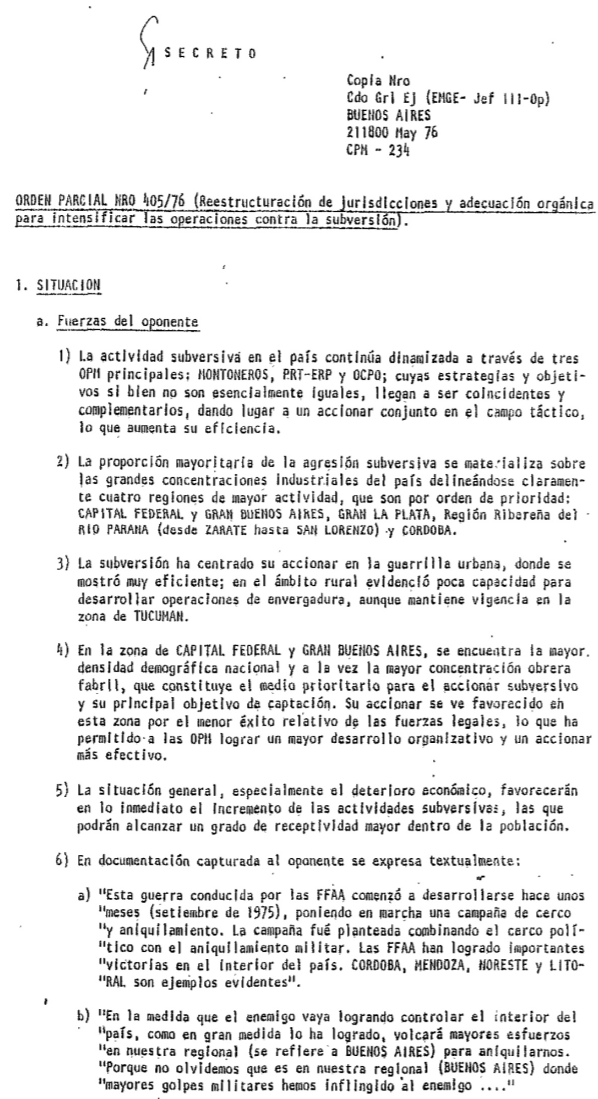 SECRETO
Copia Nro
Cdo Grl Ej (EMGE- Jef III-Op)
BUENOS AIRES
211800 May 76
CPM - 234
ORDEN PARCIAL NRO 405/76 (Reestructuración de jurisdicciones y adecuación orgánica
para intensificar las operaciones contra la subversión).
1. SITUACION
a. Fuerzas del oponente
1) La actividad subversiva en el país continúa dinamizada a través de tres
OPM principales: MONTONEROS, PRT-ERP y OCPO; cuyas estrategias y objeti-
vos si bien no son esencialmente iguales, llegan a ser coincidentes y
complementarios, dando lugar a un accionar conjunto en el campo táctico,
lo que aumenta su eficiencia.
2) La proporción mayoritaria de la agresión subversiva se materializa sobre
las grandes concentraciones industriales del país delineándose claramen-
te cuatro regiones de mayor actividad, que son por orden de prioridad:
CAPITAL FEDERAL y GRAN BUENOS AIRES, GRAN LA PLATA, Región Ribereña del
RIO PARANA (desde ZARATE hasta SAN LORENZO) y CORDOBA.
3) La subversión ha centrado su accionar en la guerrilla urbana, donde se
mostró muy eficiente; en el ámbito rural evidenció poca capacidad para
desarrollar operaciones de envergadura, aunque mantiene vigencia en la
zona de TUCUMAN.
4) En la zona de CAPITAL FEDERAL y GRAN BUENOS AIRES, se encuentra la mayor
densidad demográfica nacional y a la vez la mayor concentración obrera
fabril, que constituye el medio prioritario para el accionar subversivo
y su principal objetivo de captación. Su accionar se ve favorecido en
esta zona por el menor éxito relativo de las fuerzas legales, lo que ha
permitido a las OPM lograr un mayor desarrollo organizativo y un accionar
más efectivo.
5) La situación general, especialmente el deterioro económico, favorecerán
en lo inmediato el incremento de las actividades subversivas, las que
podrán alcanzar un grado de receptividad mayor dentro de la población.
6) En documentación capturada al oponente se expresa textualmente:
a) "Esta guerra conducida por las FFAA comenzó a desarrollarse hace unos
"meses (setiembre de 1975), poniendo en marcha una campaña de cerco
"y aniquilamiento. La campaña fué planteada combinando el cerco polí-
"tico con el aniquilamiento militar. Las FFAA han logrado importantes
"victorias en el interior del país. CORDOBA, MENDOZA, NORESTE y LITO-
"RAL son ejemplos evidentes".
b) "En la medida que el enemigo vaya logrando controlar el interior del
"país, como en gran medida lo ha logrado, volcará mayores esfuerzos
"en nuestra regional (se refiere a BUENOS AIRES) para aniquilarnos.
"Porque no olvidemos que es en nuestra regional (BUENOS AIRES) donde
"mayores golpes militares hemos inflingido al enemigo ...."